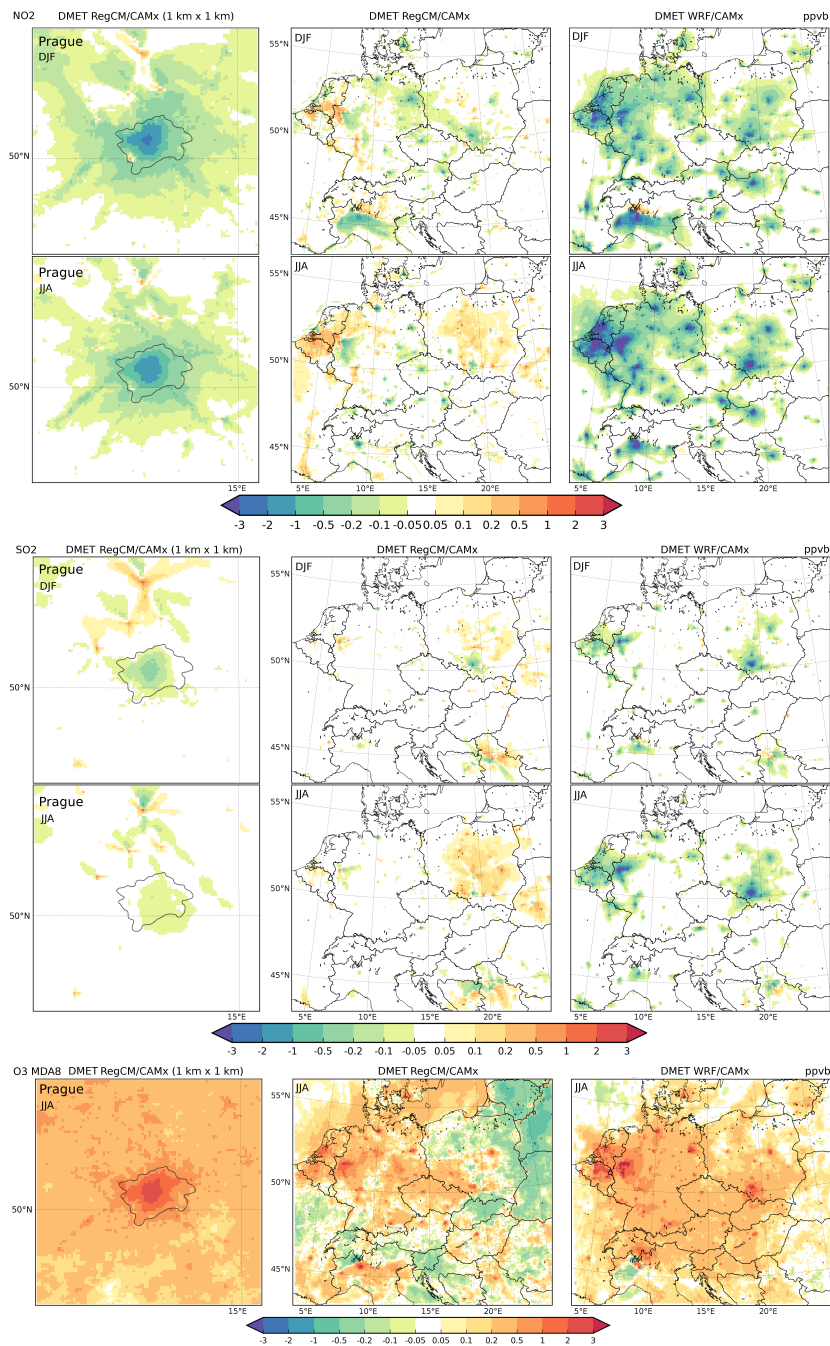 NO2 DMET RegCM/CAMx (1 km x 1 km) DMET RegCM/CAMx DMET WRF/CAMx ppvb
Prague
DJF
DJF
DJF
55°N
50°N
50°N
45°N
Prague
JJA
JJA
JJA
55°N
50°N
50°N
45°N
15°E 5°E 10°E 15°E 20°E 5°E 10°E 15°E 20°E
-3 -2 -1 -0.5 -0.2 -0.1 -0.05 0.05 0.1 0.2 0.5 1 2 3
SO2 DMET RegCM/CAMx (1 km x 1 km) DMET RegCM/CAMx DMET WRF/CAMx ppvb
Prague
DJF
DJF
DJF
55°N
50°N
50°N
45°N
Prague
JJA
JJA
JJA
55°N
50°N
50°N
45°N
15°E 5°E 10°E 15°E 20°E 5°E 10°E 15°E 20°E
-3 -2 -1 -0.5 -0.2 -0.1 -0.05 0.05 0.1 0.2 0.5 1 2 3
O3 MDA8 DMET RegCM/CAMx (1 km x 1 km) DMET RegCM/CAMx DMET WRF/CAMx ppvb
Prague
JJA
JJA
JJA
55°N
50°N
50°N
45°N
15°E 5°E 10°E 15°E 20°E 5°E 10°E 15°E 20°E
-3 -2 -1 -0.5 -0.2 -0.1 -0.05 0.05 0.1 0.2 0.5 1 2 3